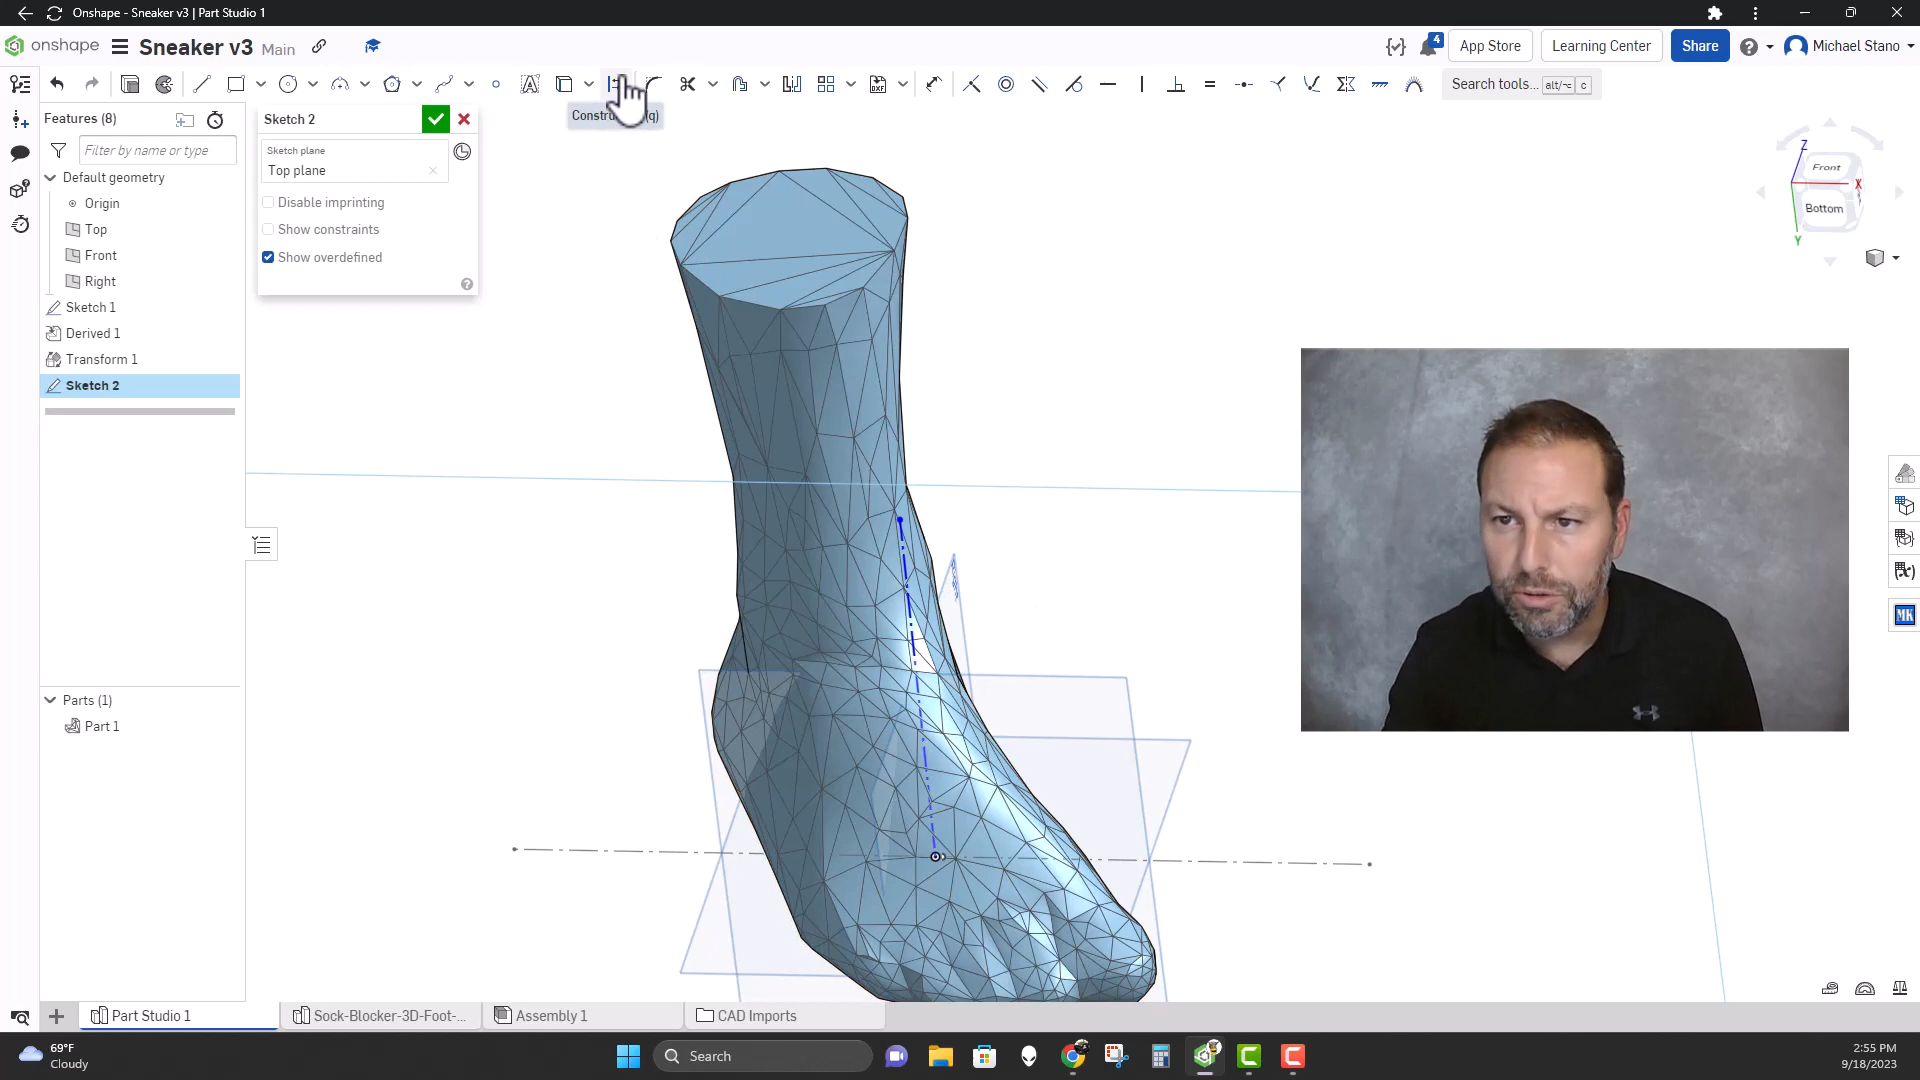 Onshape - Sneaker v3 | Part Studio 1
onshape
Sneaker v3 Main
4
App Store
Learning Center
Share
Michael Stano
Search tools... alt/⌥ c
Features (8)
Filter by name or type
Default geometry
Origin
Top
Front
Right
Sketch 1
Derived 1
Transform 1
Sketch 2
Parts (1)
Part 1
Sketch 2
Sketch plane
Top plane
Disable imprinting
Show constraints
Show overdefined
Z
Front
X
Bottom
Y
MK
Part Studio 1
Sock-Blocker-3D-Foot-...
Assembly 1
CAD Imports
69°F
Cloudy
Search
2:55 PM
9/18/2023